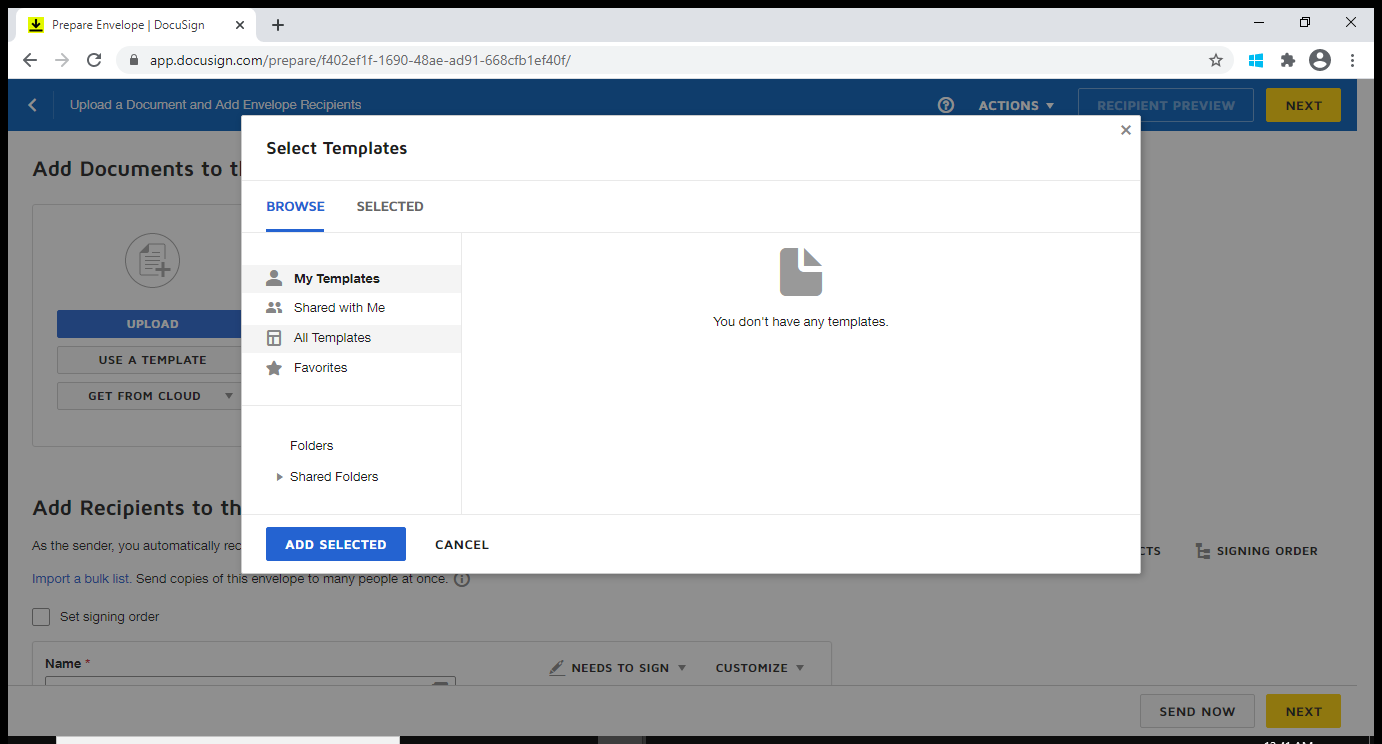 Prepare Envelope | DocuSign
app.docusign.com/prepare/f402ef1f-1690-48ae-ad91-668cfb1ef40f/
Upload a Document and Add Envelope Recipients
ACTIONS
RECIPIENT PREVIEW
NEXT
Select Templates
Add Documents to th
BROWSE
SELECTED
My Templates
Shared with Me
All Templates
Favorites
You don't have any templates.
UPLOAD
USE A TEMPLATE
GET FROM CLOUD
Folders
Shared Folders
Add Recipients to th
ADD SELECTED
CANCEL
As the sender, you automatically rec
CTS
SIGNING ORDER
Import a bulk list. Send copies of this envelope to many people at once.
Set signing order
Name *
NEEDS TO SIGN
CUSTOMIZE
SEND NOW
NEXT